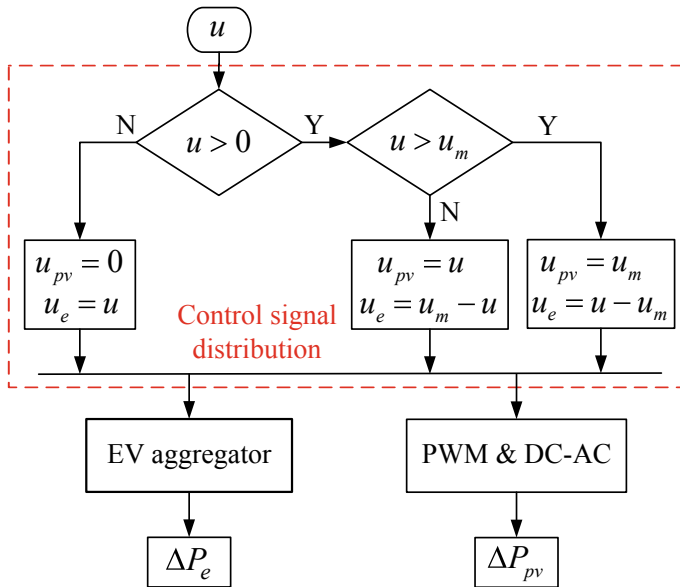 u
N
u > 0
Y
u > u_m
Y
N
u_pv = 0
u_e = u
u_pv = u
u_e = u_m − u
u_pv = u_m
u_e = u − u_m
Control signal
distribution
EV aggregator
PWM & DC-AC
ΔP_e
ΔP_pv